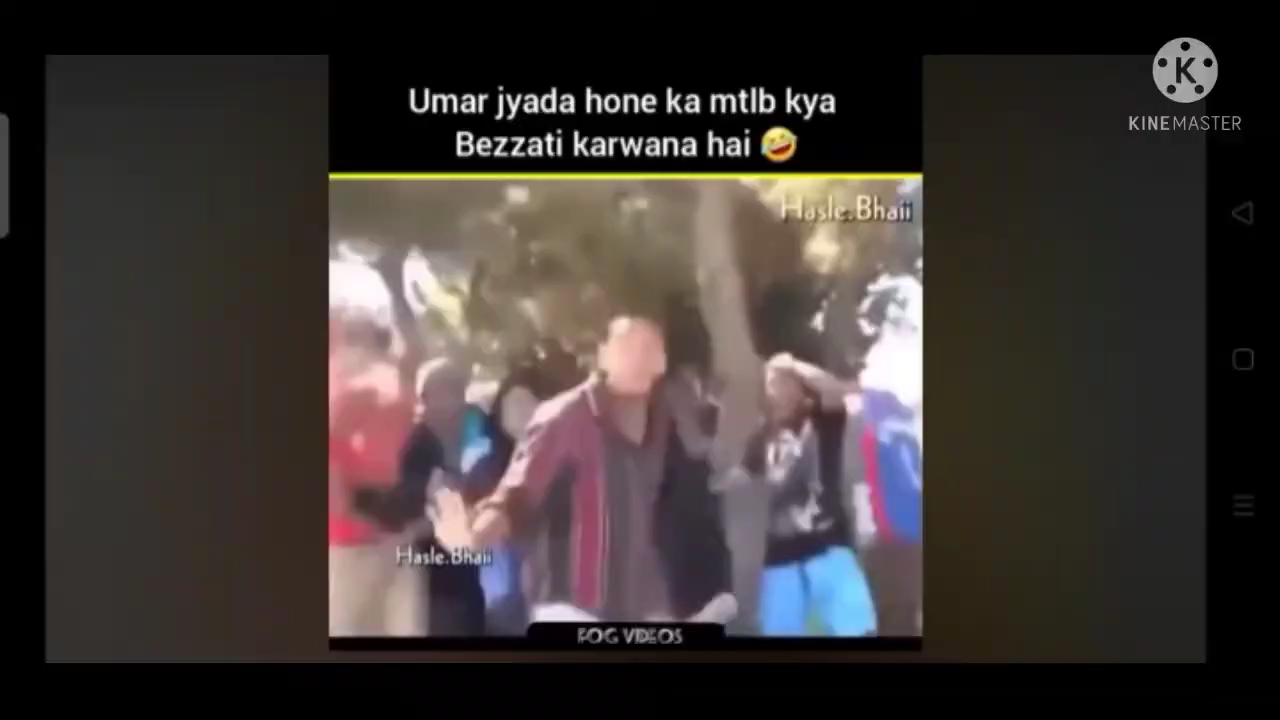 Umar jyada hone ka mtlb kya
Bezzati karwana hai 🤣
KINEMASTER
Hasle.Bhaii
Hasle.Bhaii
FOG VIDEOS